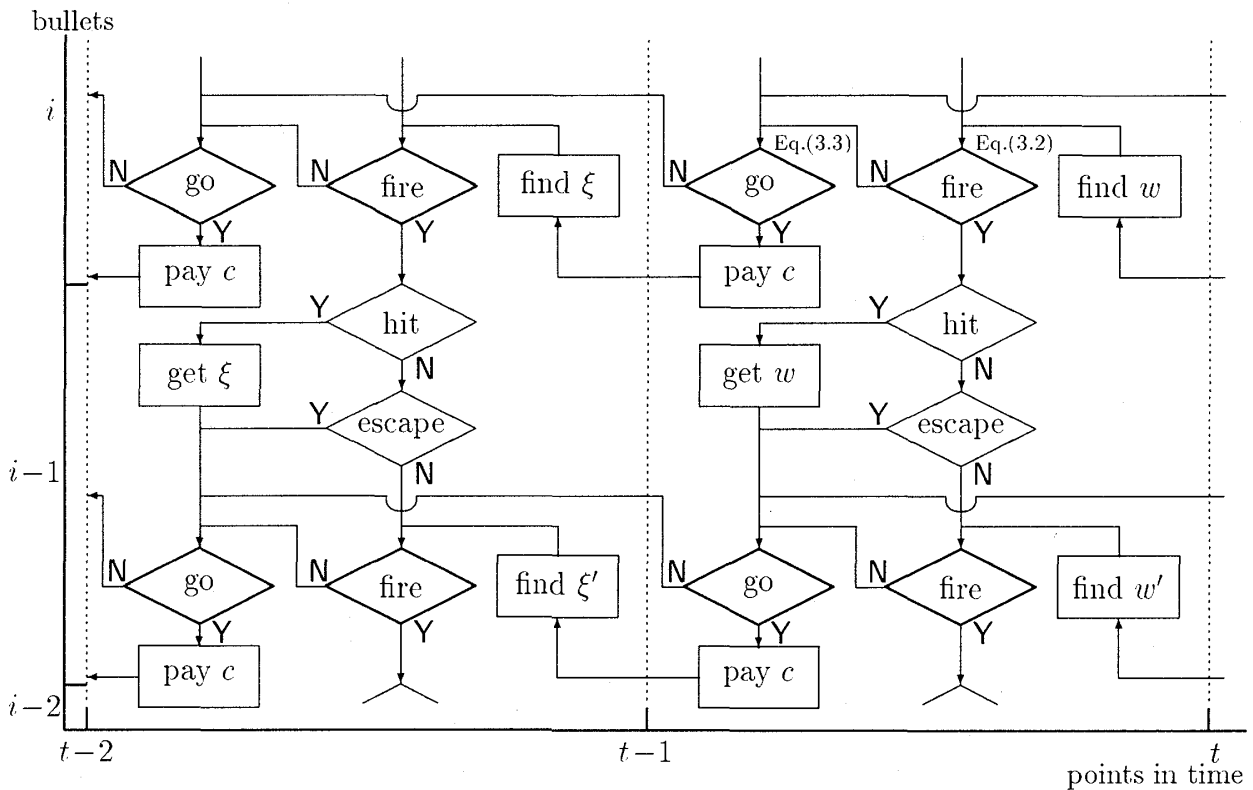 bullets
i
Eq.(3.3) Eq.(3.2)
N go N fire find ξ N go N fire find w
Y Y Y Y
pay c pay c
Y hit Y hit
get ξ N get w N
Y escape Y escape
i−1 N N
N go N fire find ξ′ N go N fire find w′
Y Y Y Y
pay c pay c
i−2
t−2 t−1 t
points in time